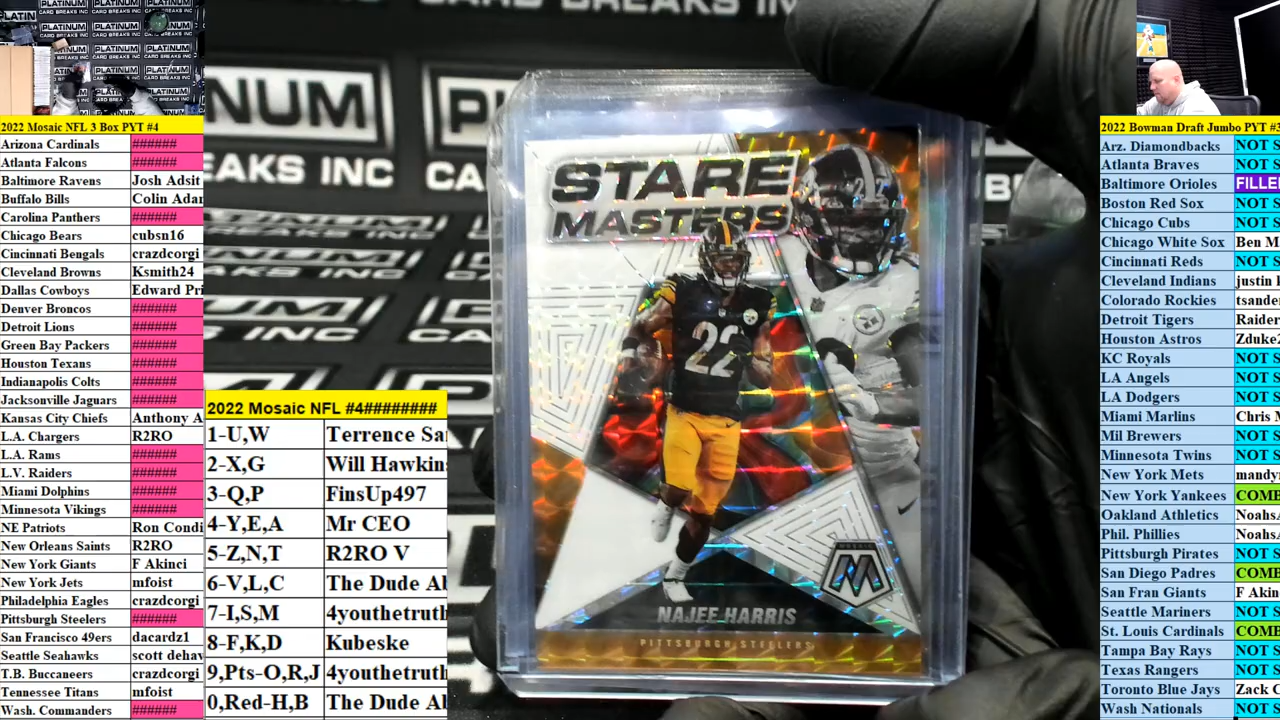 2022 Mosaic NFL 3 Box PYT #4
Arizona Cardinals ######
Atlanta Falcons ######
Baltimore Ravens Josh Adsit
Buffalo Bills Colin Adar
Carolina Panthers ######
Chicago Bears cubsn16
Cincinnati Bengals crazdcorgi
Cleveland Browns Ksmith24
Dallas Cowboys Edward Pri
Denver Broncos ######
Detroit Lions ######
Green Bay Packers ######
Houston Texans ######
Indianapolis Colts ######
Jacksonville Jaguars ######
Kansas City Chiefs Anthony A
L.A. Chargers R2RO
L.A. Rams ######
L.V. Raiders ######
Miami Dolphins ######
Minnesota Vikings ######
NE Patriots Ron Condi
New Orleans Saints R2RO
New York Giants F Akinci
New York Jets mfoist
Philadelphia Eagles crazdcorgi
Pittsburgh Steelers ######
San Francisco 49ers dacardz1
Seattle Seahawks scott dehav
T.B. Buccaneers crazdcorgi
Tennessee Titans mfoist
Wash. Commanders ######
2022 Mosaic NFL #4########
1-U,W Terrence Sa
2-X,G Will Hawkin
3-Q,P FinsUp497
4-Y,E,A Mr CEO
5-Z,N,T R2RO V
6-V,L,C The Dude Al
7-I,S,M 4youthetruth
8-F,K,D Kubeske
9,Pts-O,R,J 4youthetruth
0,Red-H,B The Dude Al
PLATINUM
CARD BREAKS INC
STARE
MASTERS
22
MOSAIC
NAJEE HARRIS
PITTSBURGH STEELERS
2022 Bowman Draft Jumbo PYT #
Arz. Diamondbacks NOT S
Atlanta Braves NOT S
Baltimore Orioles FILLE
Boston Red Sox NOT S
Chicago Cubs NOT S
Chicago White Sox Ben M
Cincinnati Reds NOT S
Cleveland Indians justin
Colorado Rockies tsande
Detroit Tigers Raider
Houston Astros Zduke
KC Royals NOT S
LA Angels NOT S
LA Dodgers NOT S
Miami Marlins Chris M
Mil Brewers NOT S
Minnesota Twins NOT S
New York Mets mandy
New York Yankees COMB
Oakland Athletics NoahsA
Phil. Phillies NoahsA
Pittsburgh Pirates NOT S
San Diego Padres COMB
San Fran Giants F Akin
Seattle Mariners NOT S
St. Louis Cardinals COMB
Tampa Bay Rays NOT S
Texas Rangers NOT S
Toronto Blue Jays Zack C
Wash Nationals NOT S